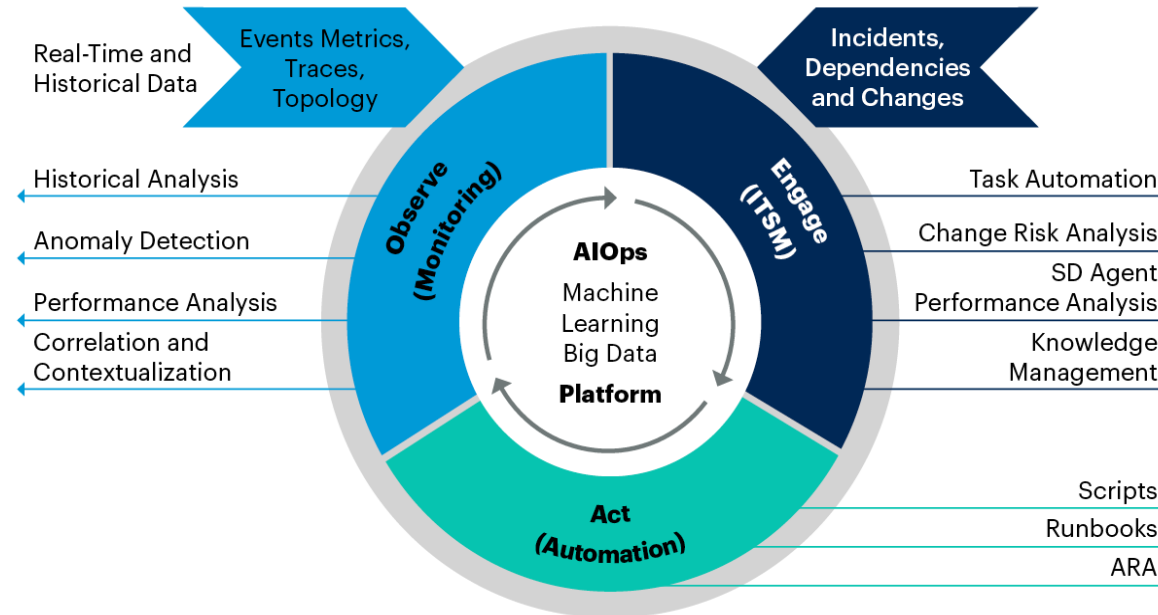 Real-Time and
Historical Data
Events Metrics,
Traces,
Topology
Incidents,
Dependencies
and Changes
Historical Analysis
Anomaly Detection
Performance Analysis
Correlation and
Contextualization
Observe
(Monitoring)
Engage
(ITSM)
AIOps
Machine
Learning
Big Data
Platform
Task Automation
Change Risk Analysis
SD Agent
Performance Analysis
Knowledge
Management
Act
(Automation)
Scripts
Runbooks
ARA